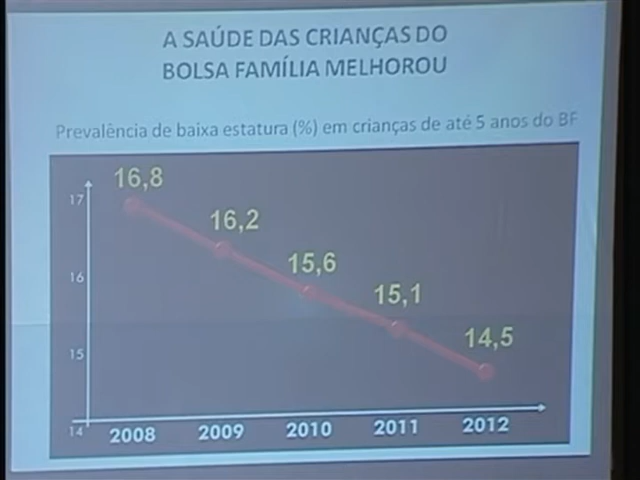 A SAÚDE DAS CRIANÇAS DO
BOLSA FAMÍLIA MELHOROU
Prevalência de baixa estatura (%) em crianças de até 5 anos do BF
16,8
16,2
15,6
15,1
14,5
17
16
15
14
2008 2009 2010 2011 2012